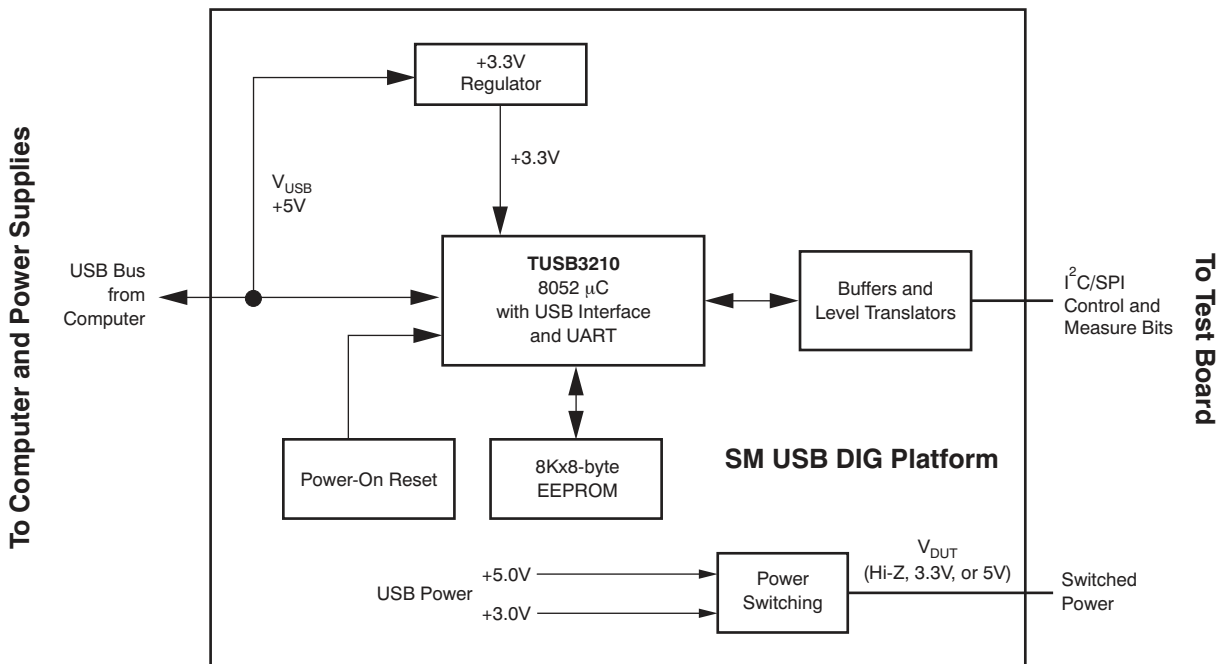 To Computer and Power Supplies
+3.3V
Regulator
+3.3V
V_USB
+5V
USB Bus
from
Computer
TUSB3210
8052 μC
with USB Interface
and UART
Buffers and
Level Translators
I²C/SPI
Control and
Measure Bits
To Test Board
Power-On Reset
8Kx8-byte
EEPROM
SM USB DIG Platform
USB Power
+5.0V
+3.0V
Power
Switching
V_DUT
(Hi-Z, 3.3V, or 5V)
Switched
Power